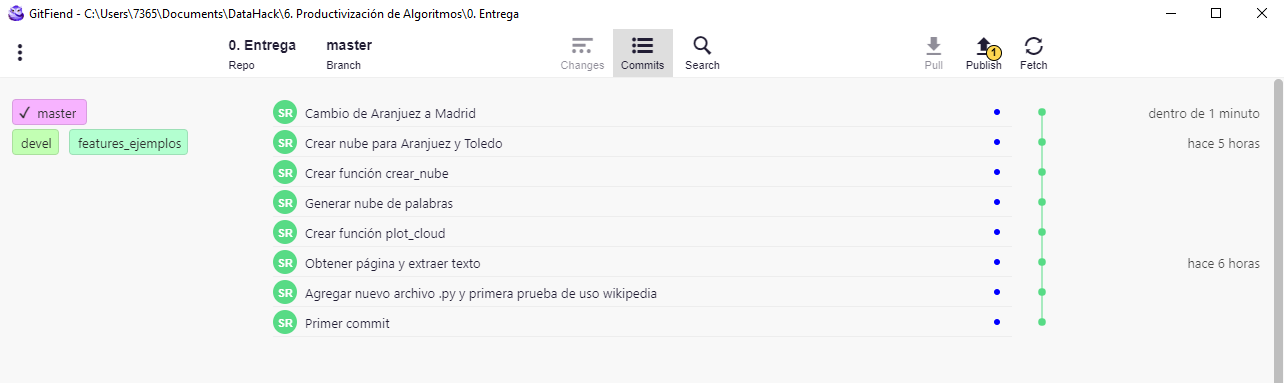 GitFiend - C:\Users\7365\Documents\DataHack\6. Productivización de Algoritmos\0. Entrega
0. Entrega master
Repo Branch
Changes Commits Search Pull Publish 1 Fetch
✓ master
SR Cambio de Aranjuez a Madrid dentro de 1 minuto
devel features_ejemplos
SR Crear nube para Aranjuez y Toledo hace 5 horas
SR Crear función crear_nube
SR Generar nube de palabras
SR Crear función plot_cloud
SR Obtener página y extraer texto hace 6 horas
SR Agregar nuevo archivo .py y primera prueba de uso wikipedia
SR Primer commit